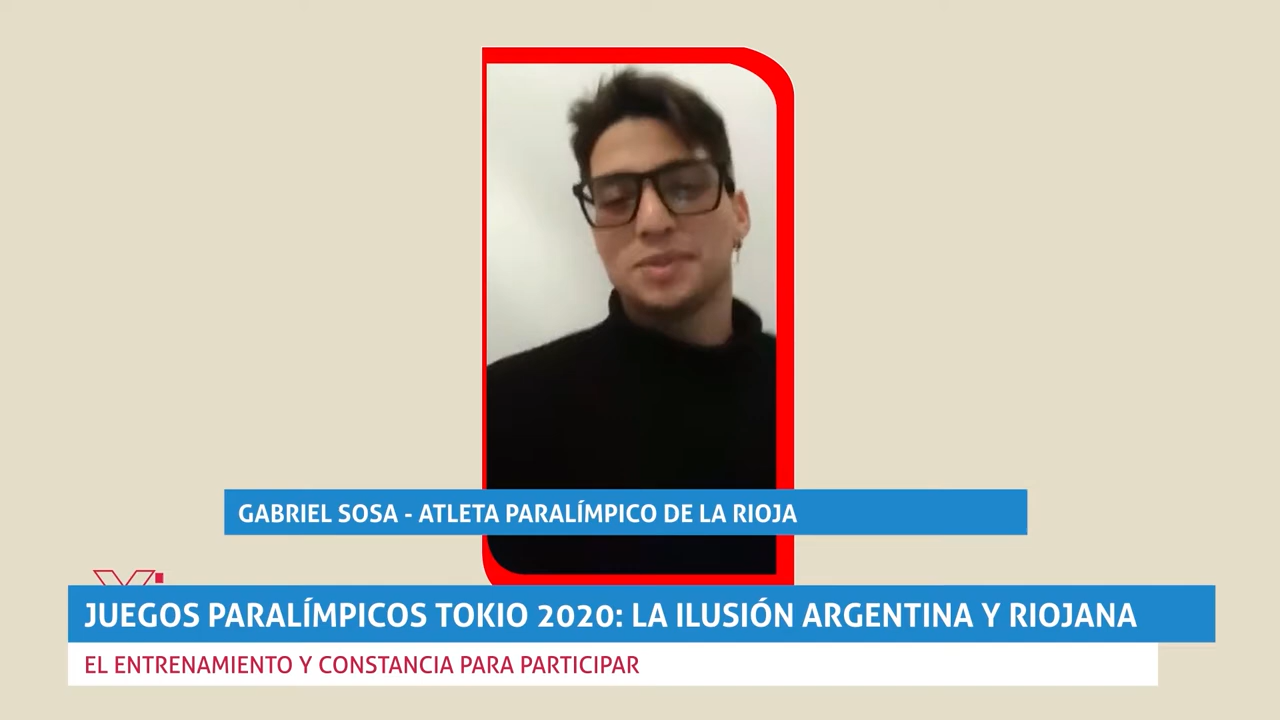 GABRIEL SOSA - ATLETA PARALÍMPICO DE LA RIOJA
JUEGOS PARALÍMPICOS TOKIO 2020: LA ILUSIÓN ARGENTINA Y RIOJANA
EL ENTRENAMIENTO Y CONSTANCIA PARA PARTICIPAR